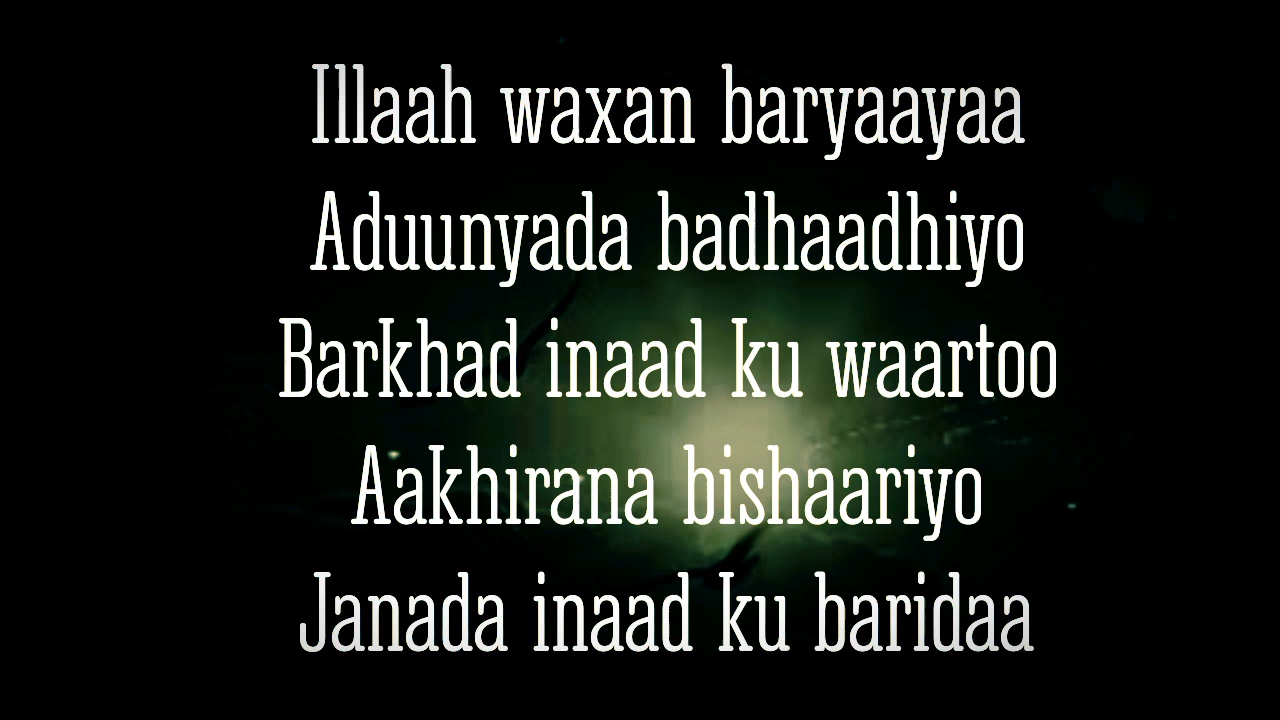 Illaah waxan baryaayaa
Aduunyada badhaadhiyo
Barkhad inaad ku waartoo
Aakhirana bishaariyo
Janada inaad ku baridaa